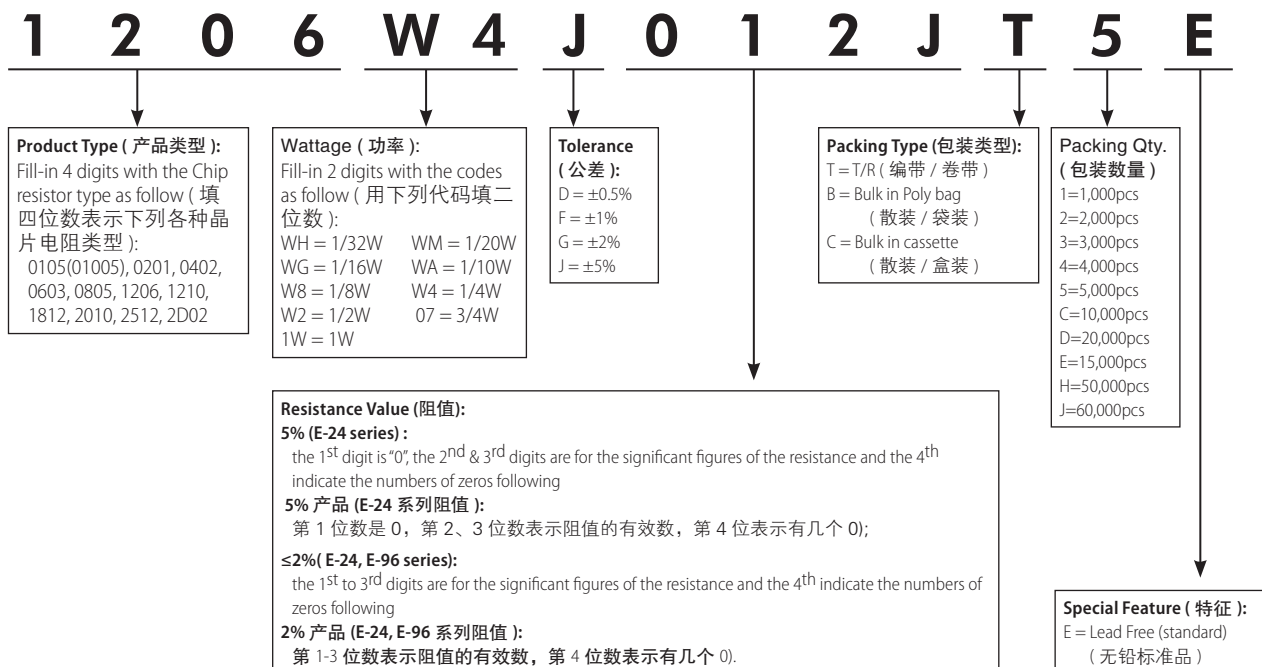 1 2 0 6 W 4 J 0 1 2 J T 5 E
Product Type ( 产品类型 ):
Fill-in 4 digits with the Chip
resistor type as follow ( 填
四位数表示下列各种晶
片电阻类型 ):
0105(01005), 0201, 0402,
0603, 0805, 1206, 1210,
1812, 2010, 2512, 2D02
Wattage ( 功率 ):
Fill-in 2 digits with the codes
as follow ( 用下列代码填二
位数 ):
WH = 1/32W WM = 1/20W
WG = 1/16W WA = 1/10W
W8 = 1/8W W4 = 1/4W
W2 = 1/2W 07 = 3/4W
1W = 1W
Tolerance
( 公差 ):
D = ±0.5%
F = ±1%
G = ±2%
J = ±5%
Packing Type (包装类型):
T = T/R ( 编带 / 卷带 )
B = Bulk in Poly bag
( 散装 / 袋装 )
C = Bulk in cassette
( 散装 / 盒装 )
Packing Qty.
( 包装数量 )
1=1,000pcs
2=2,000pcs
3=3,000pcs
4=4,000pcs
5=5,000pcs
C=10,000pcs
D=20,000pcs
E=15,000pcs
H=50,000pcs
J=60,000pcs
Resistance Value (阻值):
5% (E-24 series) :
the 1st digit is “0”, the 2nd & 3rd digits are for the significant figures of the resistance and the 4th
indicate the numbers of zeros following
5% 产品 (E-24 系列阻值 ):
第 1 位数是 0，第 2、3 位数表示阻值的有效数，第 4 位表示有几个 0);
≤2%( E-24, E-96 series):
the 1st to 3rd digits are for the significant figures of the resistance and the 4th indicate the numbers of
zeros following
2% 产品 (E-24, E-96 系列阻值 ):
第 1-3 位数表示阻值的有效数，第 4 位数表示有几个 0).
Special Feature ( 特征 ):
E = Lead Free (standard)
( 无铅标准品 )